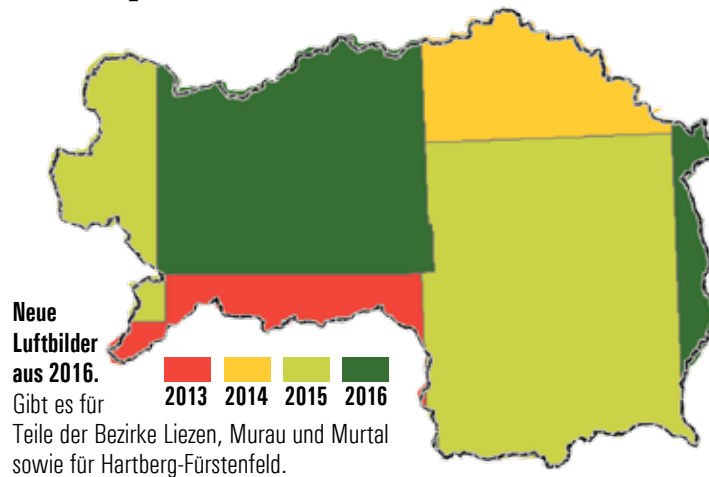 Neue
Luftbilder
aus 2016.
Gibt es für
Teile der Bezirke Liezen, Murau und Murtal
sowie für Hartberg-Fürstenfeld.
2013 2014 2015 2016